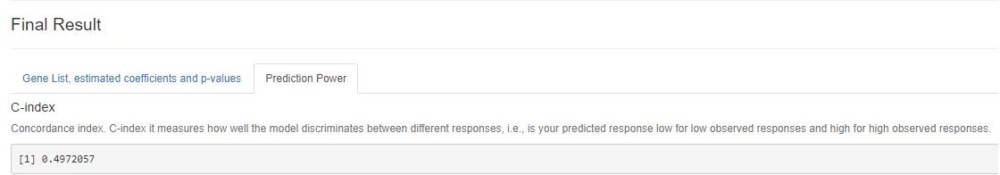 Final Result
Gene List, estimated coefficients and p-values
Prediction Power
C-index
Concordance index. C-index it measures how well the model discriminates between different responses, i.e., is your predicted response low for low observed responses and high for high observed responses.
[1] 0.4972057